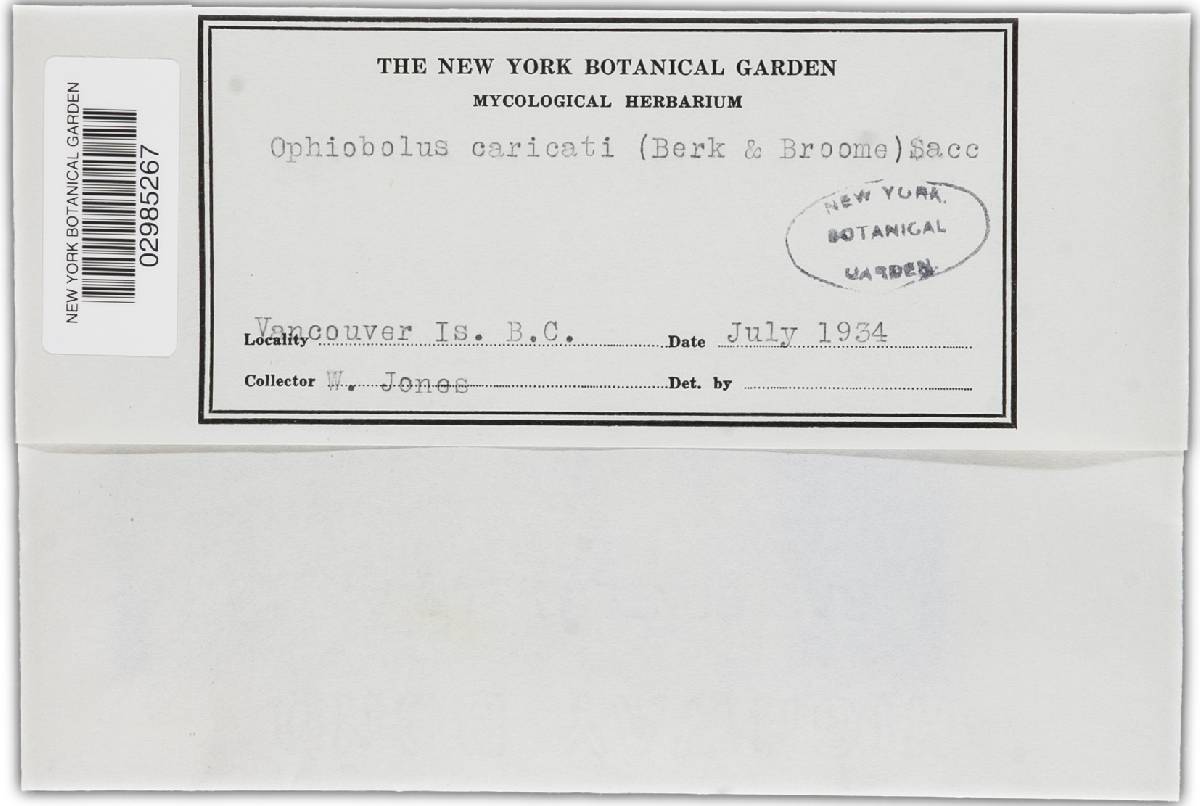 THE NEW YORK BOTANICAL GARDEN
MYCOLOGICAL HERBARIUM
Ophiobolus caricati (Berk & Broome)Sacc
NEW YORK
BOTANICAL
GARDEN
Locality Vancouver Is. B.C. Date July 1934
Collector W. Jones Det. by
NEW YORK BOTANICAL GARDEN
02985267